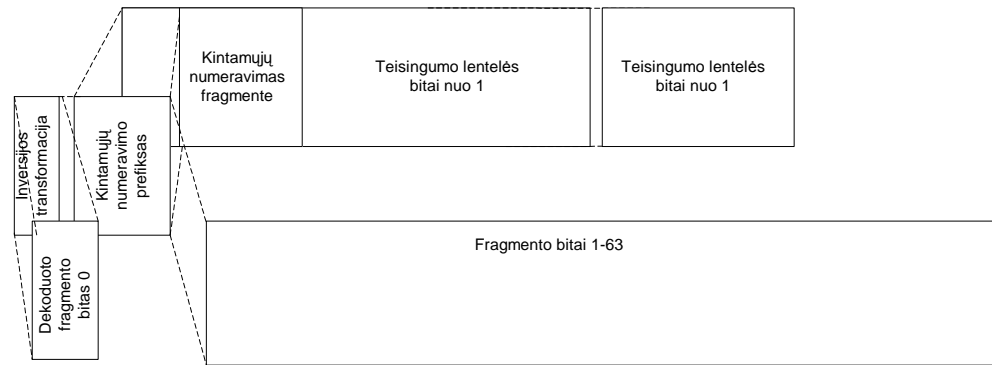 Kintamųjų
numeravimas
fragmente
Teisingumo lentelės
bitai nuo 1
Teisingumo lentelės
bitai nuo 1
Inversijos
transformacija
Kintamųjų
numeravimo
prefiksas
Fragmento bitai 1-63
Dekoduoto
fragmento
bitas 0